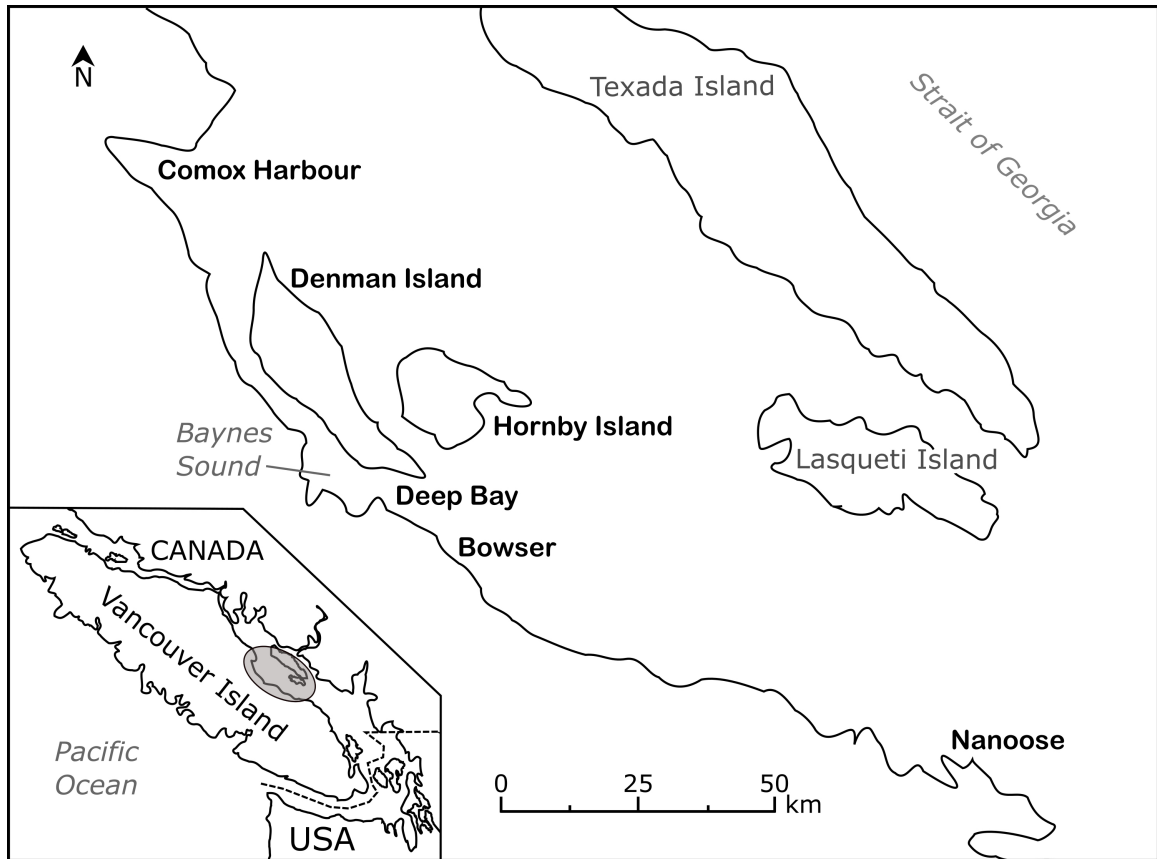 N
Texada Island
Strait of Georgia
Comox Harbour
Denman Island
Hornby Island
Baynes
Sound
Lasqueti Island
Deep Bay
Bowser
CANADA
Vancouver Island
Pacific
Ocean
USA
Nanoose
0 25 50
km